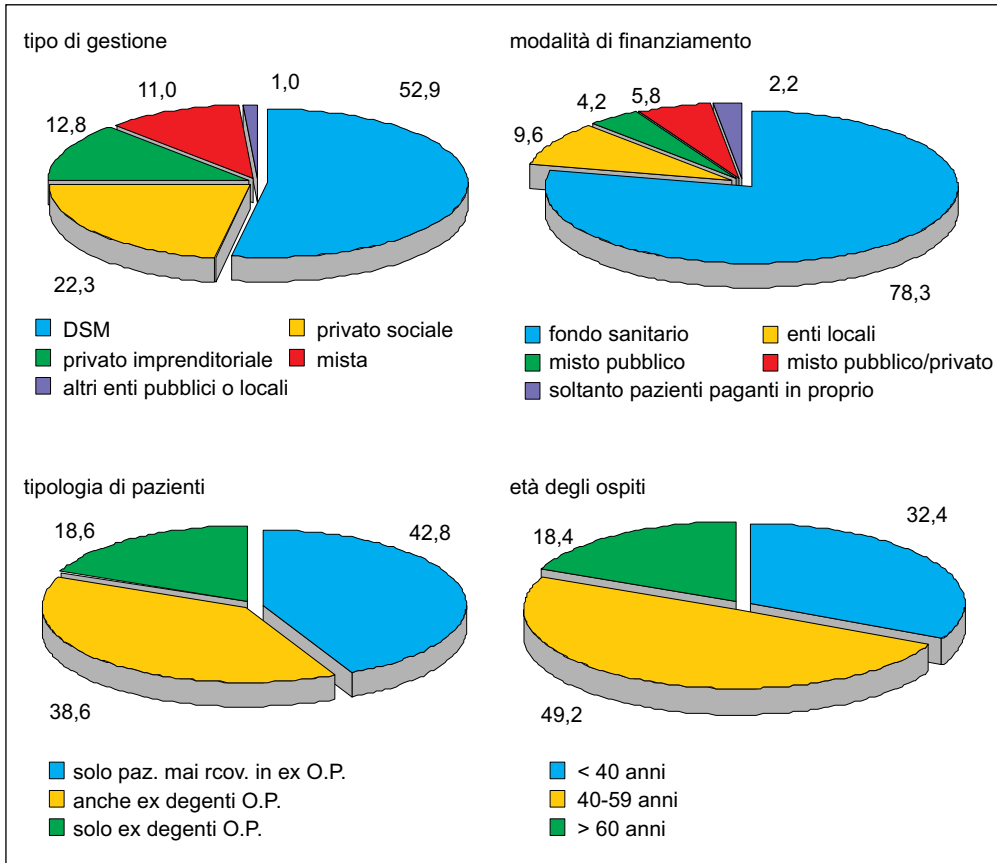 tipo di gestione
1,0
52,9
11,0
12,8
22,3
DSM
privato sociale
privato imprenditoriale
mista
altri enti pubblici o locali
modalità di finanziamento
2,2
5,8
4,2
9,6
78,3
fondo sanitario
enti locali
misto pubblico
misto pubblico/privato
soltanto pazienti paganti in proprio
tipologia di pazienti
18,6
42,8
38,6
solo paz. mai rcov. in ex O.P.
anche ex degenti O.P.
solo ex degenti O.P.
età degli ospiti
32,4
18,4
49,2
< 40 anni
40-59 anni
> 60 anni